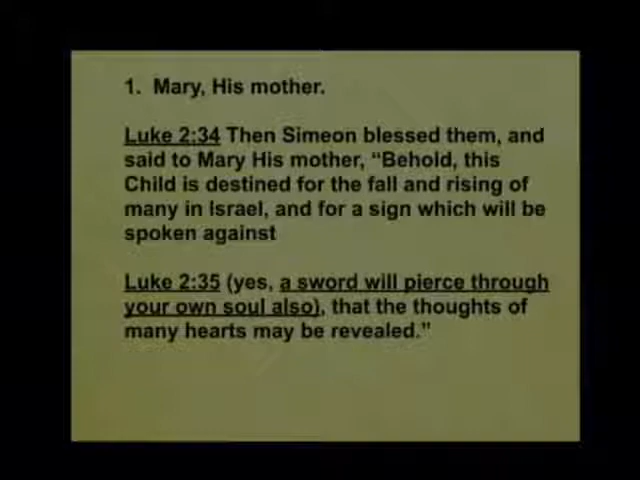 1. Mary, His mother.
Luke 2:34 Then Simeon blessed them, and
said to Mary His mother, “Behold, this
Child is destined for the fall and rising of
many in Israel, and for a sign which will be
spoken against
Luke 2:35 (yes, a sword will pierce through
your own soul also), that the thoughts of
many hearts may be revealed.”